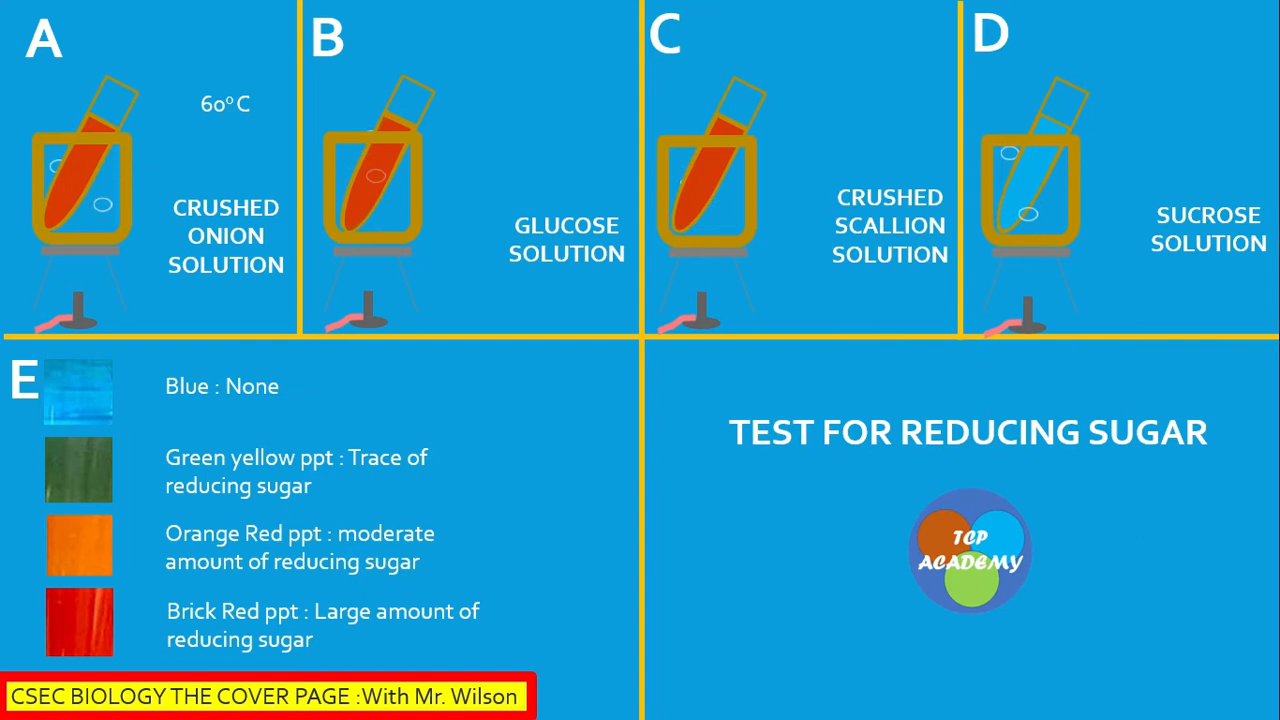 A
60º C
CRUSHED
ONION
SOLUTION
B
GLUCOSE
SOLUTION
C
CRUSHED
SCALLION
SOLUTION
D
SUCROSE
SOLUTION
E
Blue : None
Green yellow ppt : Trace of
reducing sugar
Orange Red ppt : moderate
amount of reducing sugar
Brick Red ppt : Large amount of
reducing sugar
TEST FOR REDUCING SUGAR
TCP
ACADEMY
CSEC BIOLOGY THE COVER PAGE :With Mr. Wilson